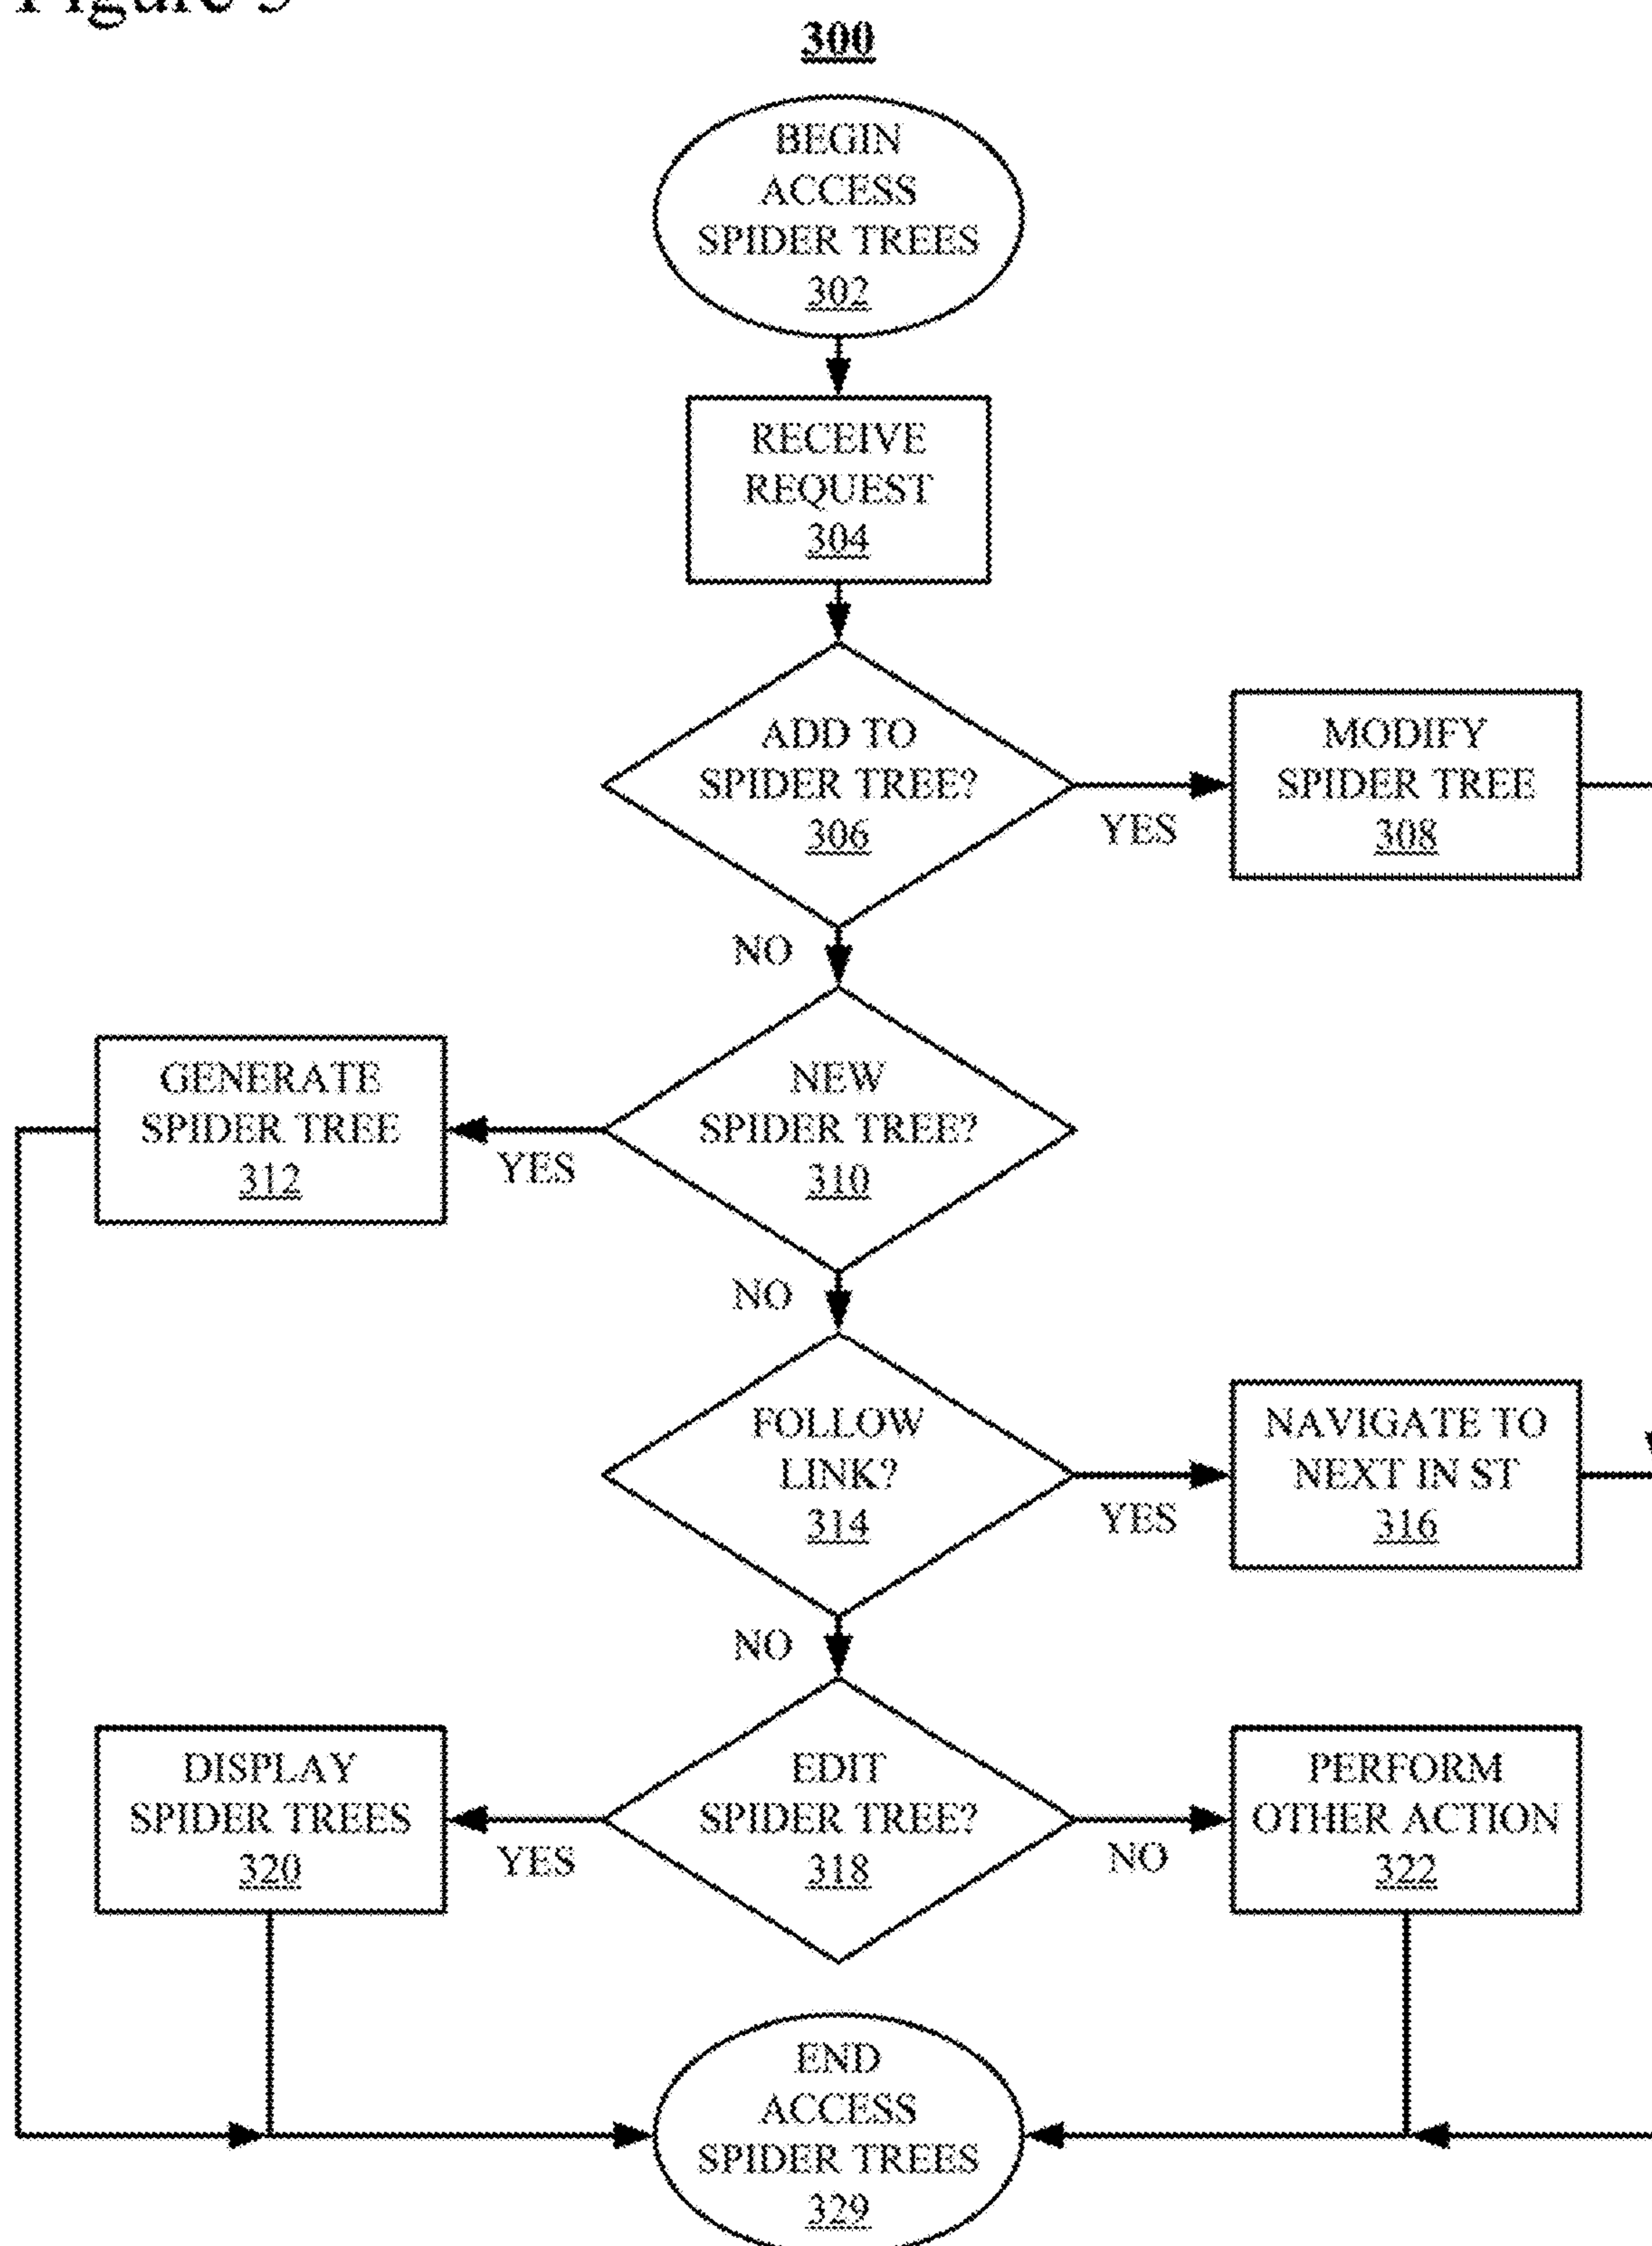 Figure 3
300
BEGIN
ACCESS
SPIDER TREES
302
RECEIVE
REQUEST
304
ADD TO
SPIDER TREE?
306
YES
MODIFY
SPIDER TREE
308
NO
GENERATE
SPIDER TREE
312
YES
NEW
SPIDER TREE?
310
NO
FOLLOW
LINK?
314
YES
NAVIGATE TO
NEXT IN ST
316
NO
DISPLAY
SPIDER TREES
320
YES
EDIT
SPIDER TREE?
318
NO
PERFORM
OTHER ACTION
322
END
ACCESS
SPIDER TREES
329